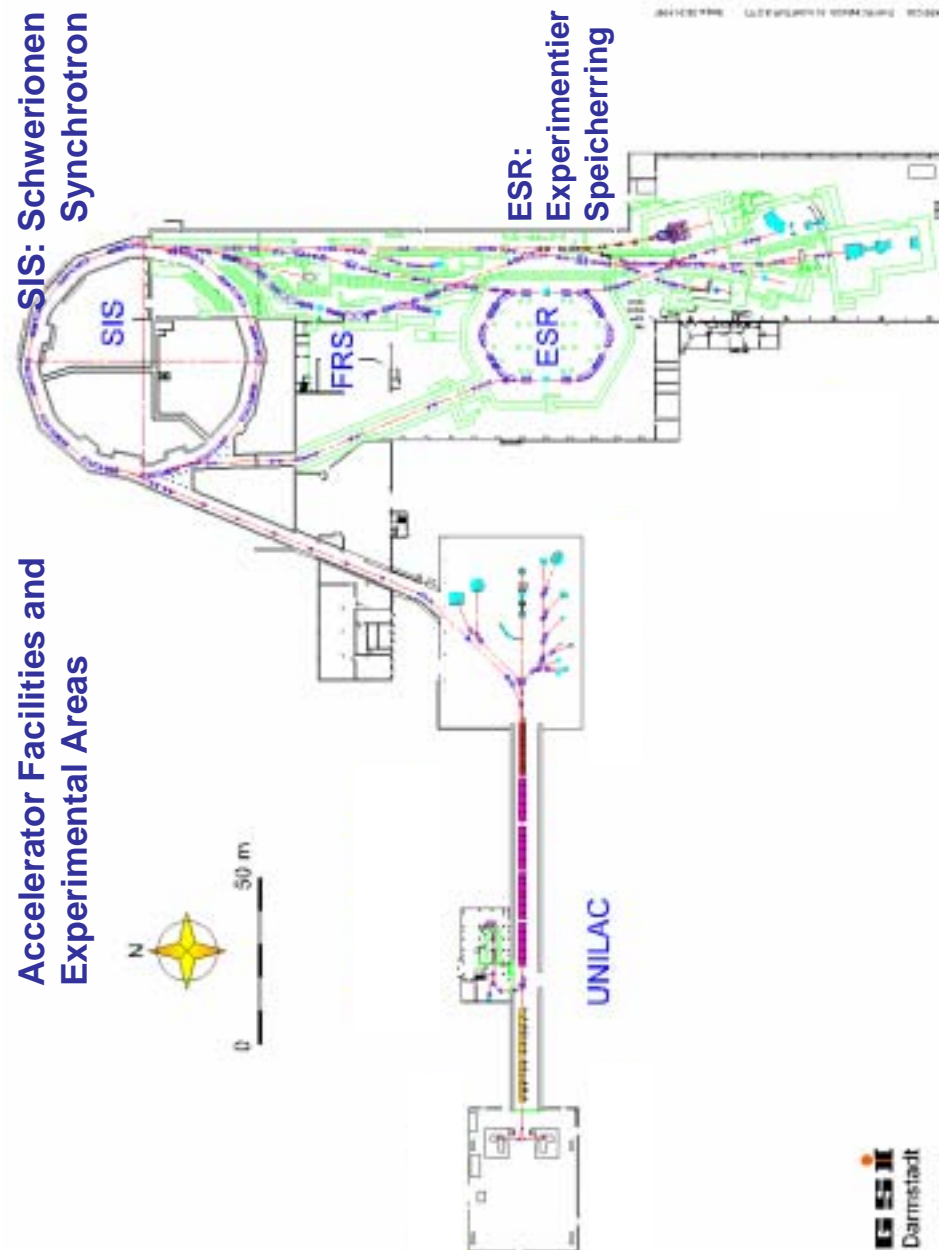 Accelerator Facilities and
Experimental Areas
SIS: Schwerionen
Synchrotron
ESR:
Experimentier
Speicherring
SIS
FRS
ESR
N
0 50 m
UNILAC
GSI
Darmstadt